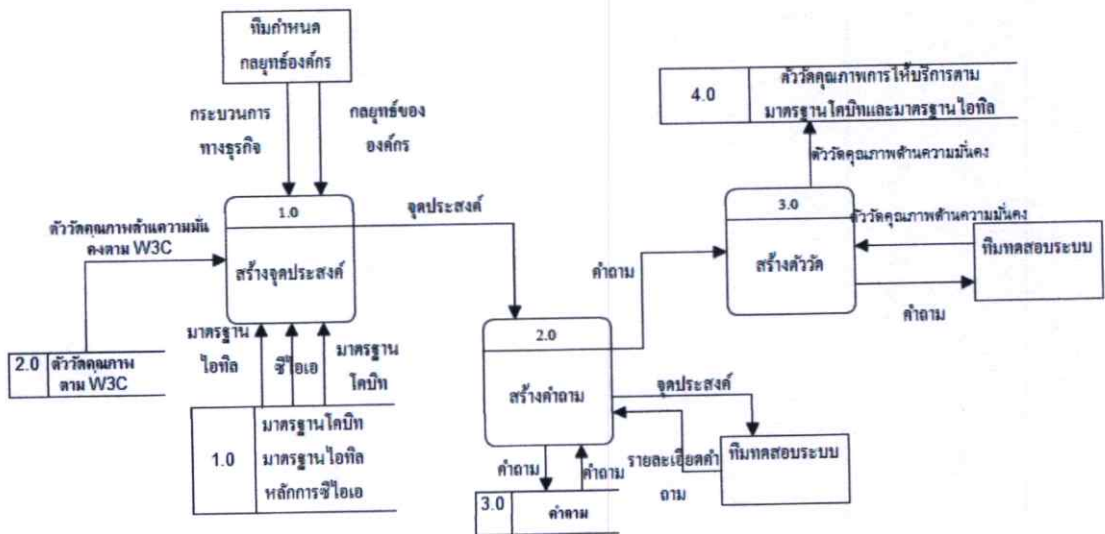 ทีมกำหนด
กลยุทธ์องค์กร
กระบวนการ
ทางธุรกิจ
กลยุทธ์ของ
องค์กร
4.0
ตัววัดคุณภาพการให้บริการตาม
มาตรฐานโคบิทและมาตรฐานไอทิล
ตัววัดคุณภาพด้านความมั่นคง
1.0
สร้างจุดประสงค์
จุดประสงค์
ตัววัดคุณภาพด้านความมั่น
คงตาม W3C
3.0
สร้างตัววัด
ตัววัดคุณภาพด้านความมั่นคง
ทีมทดสอบระบบ
คำถาม
คำถาม
2.0
ตัววัดคุณภาพ
ตาม W3C
มาตรฐาน
ไอทิล
ซีไอเอ
มาตรฐาน
โคบิท
1.0
มาตรฐานโคบิท
มาตรฐานไอทิล
หลักการซีไอเอ
2.0
สร้างคำถาม
จุดประสงค์
รายละเอียดคำ
ถาม
ทีมทดสอบระบบ
คำถาม
คำถาม
3.0
คำถาม